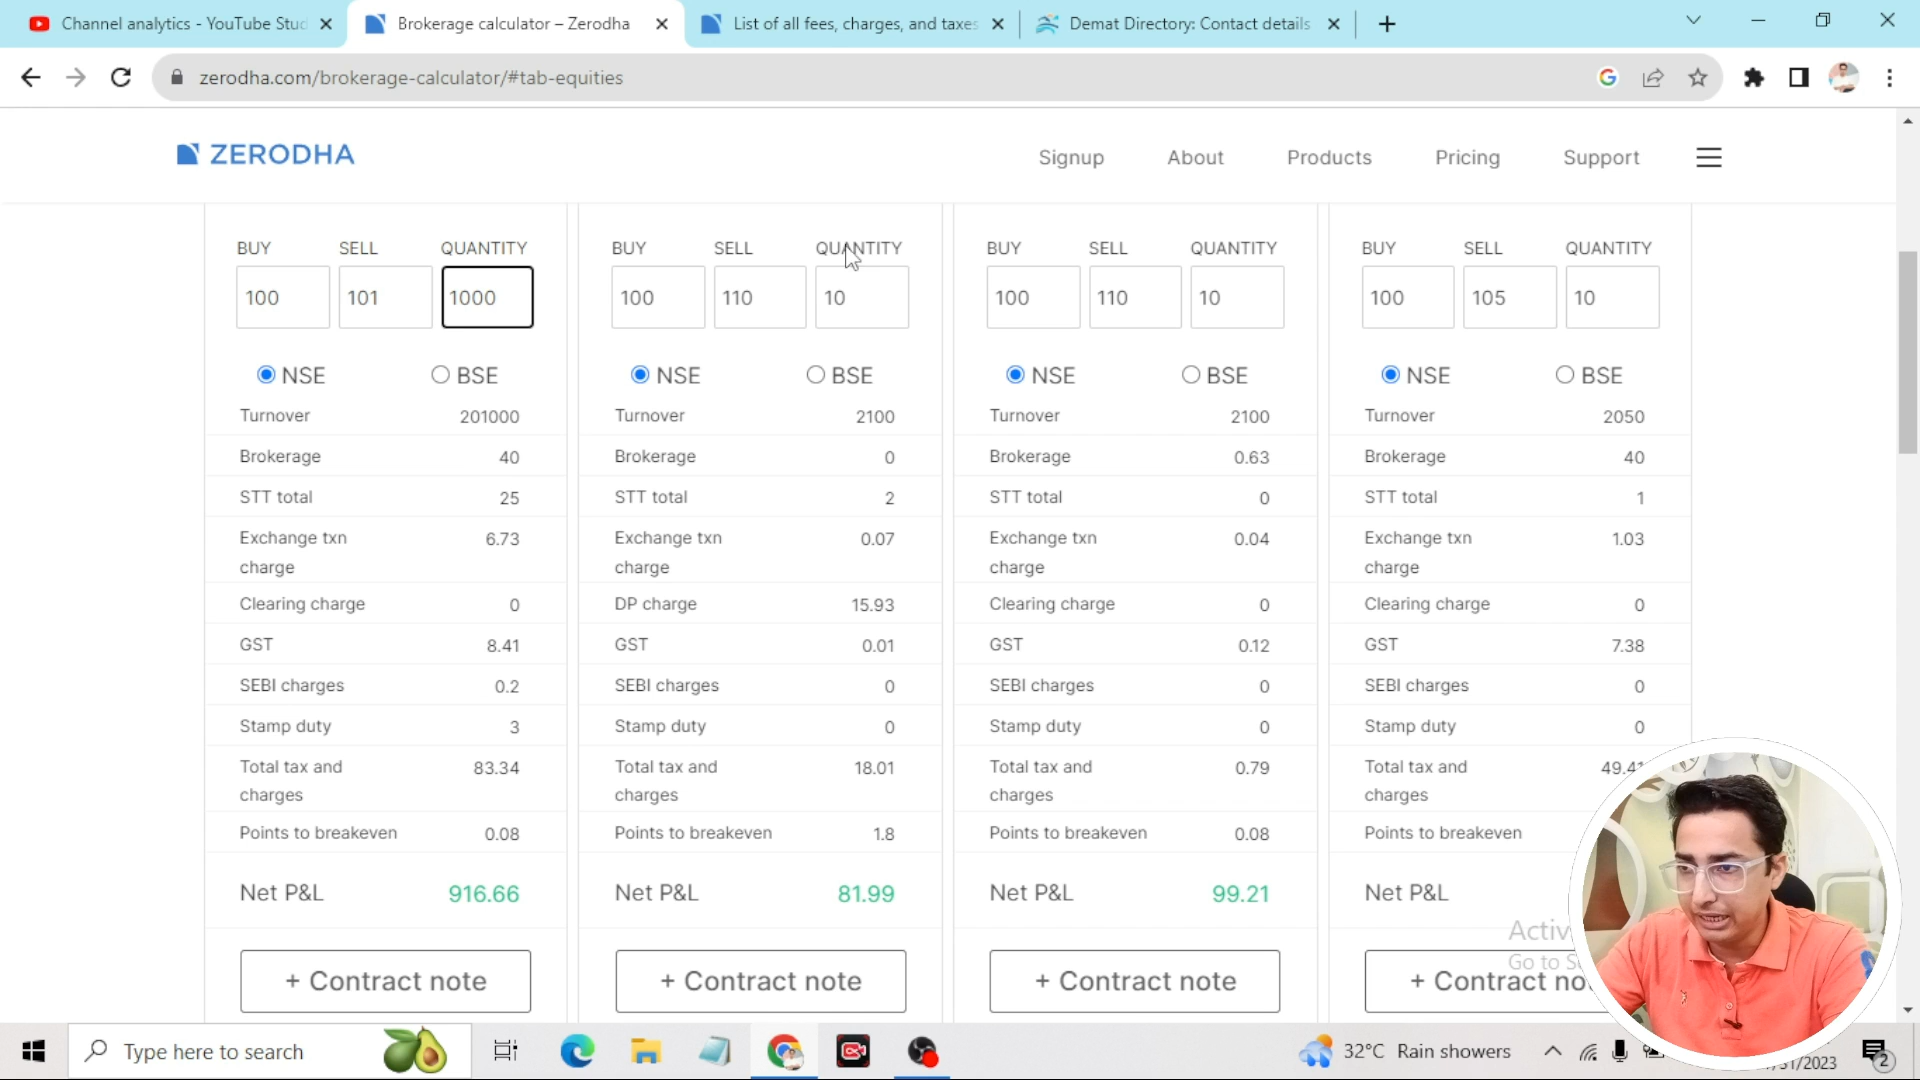 Channel analytics - YouTube Stud
Brokerage calculator – Zerodha
List of all fees, charges, and taxes
Demat Directory: Contact details
zerodha.com/brokerage-calculator/#tab-equities
ZERODHA
Signup About Products Pricing Support
BUY SELL QUANTITY BUY SELL QUANTITY BUY SELL QUANTITY BUY SELL QUANTITY
100 101 1000 100 110 10 100 110 10 100 105 10
NSE BSE NSE BSE NSE BSE NSE BSE
Turnover 201000 Turnover 2100 Turnover 2100 Turnover 2050
Brokerage 40 Brokerage 0 Brokerage 0.63 Brokerage 40
STT total 25 STT total 2 STT total 0 STT total 1
Exchange txn 6.73 Exchange txn 0.07 Exchange txn 0.04 Exchange txn 1.03
charge charge charge charge
Clearing charge 0 DP charge 15.93 Clearing charge 0 Clearing charge 0
GST 8.41 GST 0.01 GST 0.12 GST 7.38
SEBI charges 0.2 SEBI charges 0 SEBI charges 0 SEBI charges 0
Stamp duty 3 Stamp duty 0 Stamp duty 0 Stamp duty 0
Total tax and 83.34 Total tax and 18.01 Total tax and 0.79 Total tax and 49.41
charges charges charges charges
Points to breakeven 0.08 Points to breakeven 1.8 Points to breakeven 0.08 Points to breakeven
Net P&L 916.66 Net P&L 81.99 Net P&L 99.21 Net P&L
Activ
Go to S
+ Contract note + Contract note + Contract note + Contract no
Type here to search
32°C Rain showers
/31/2023
2